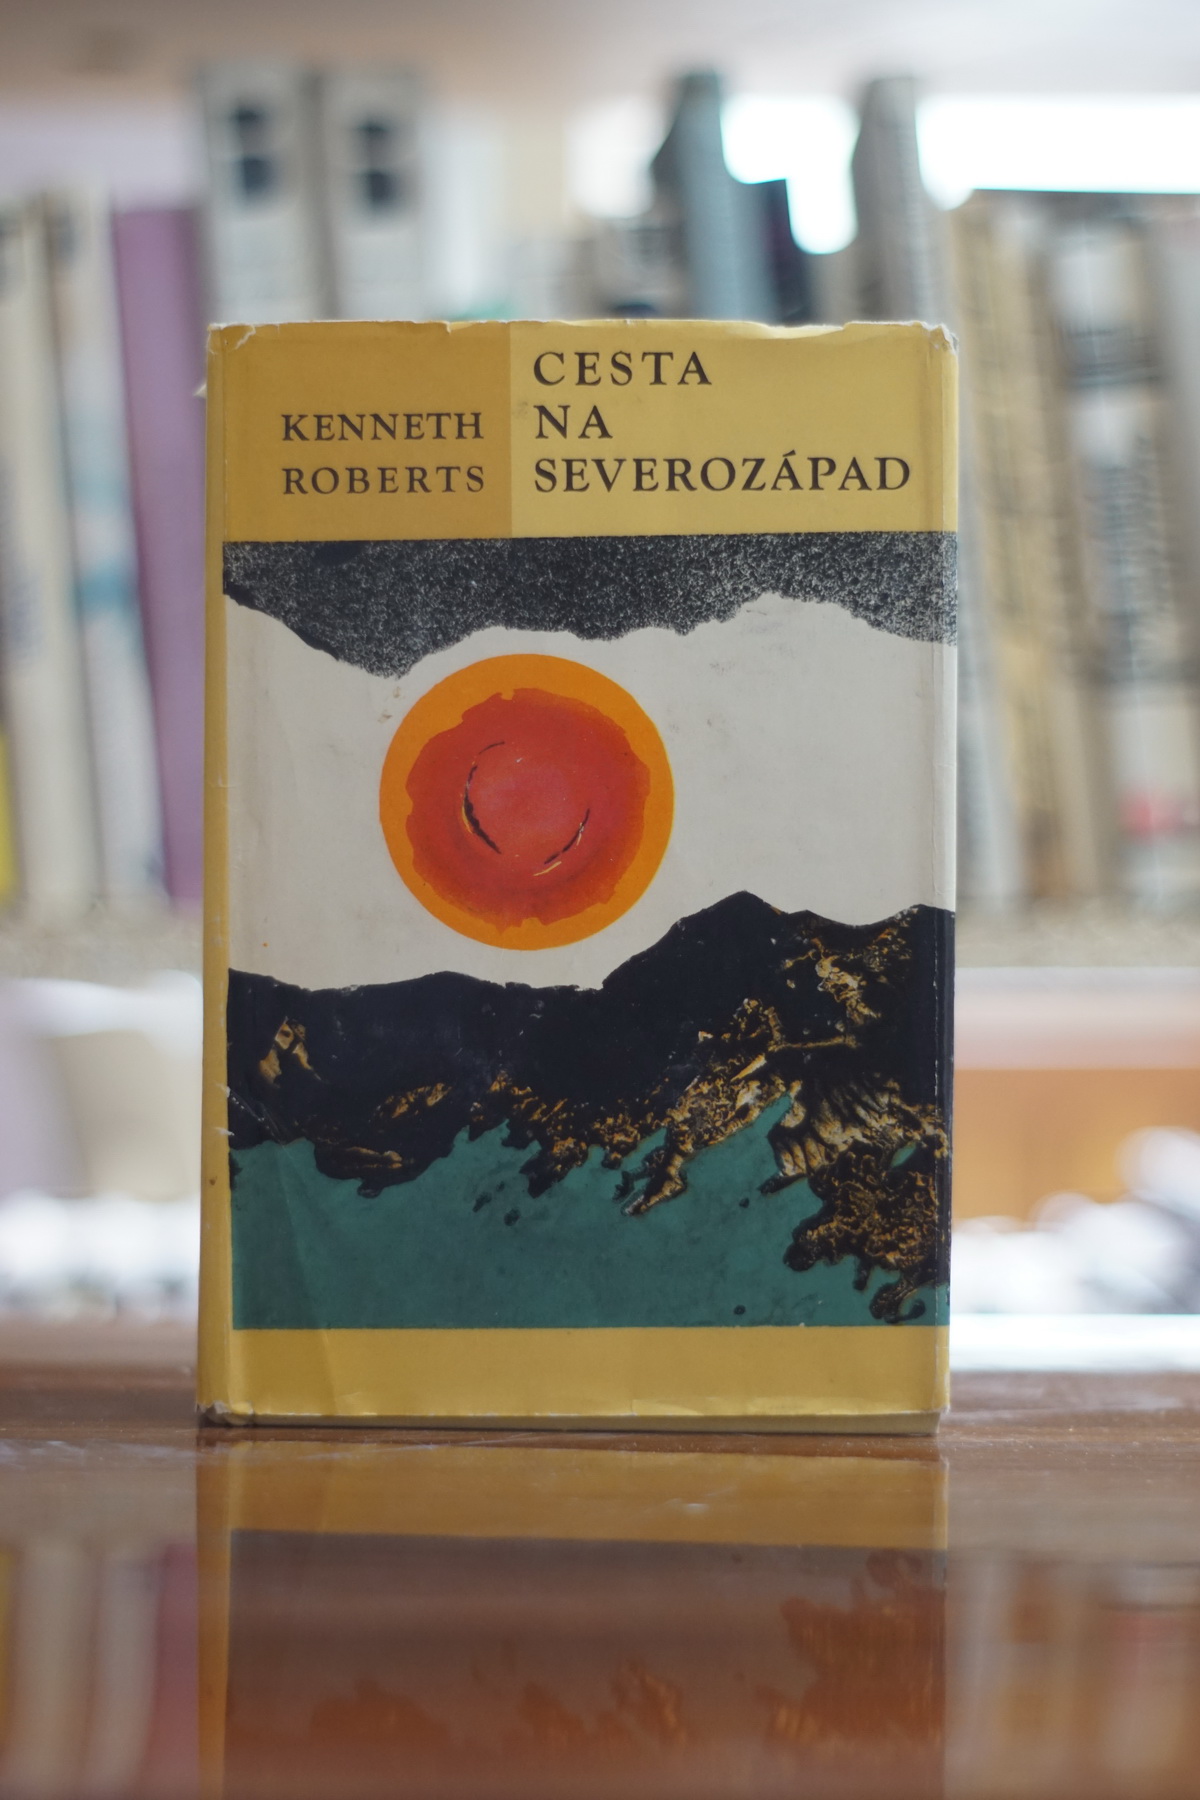 KENNETH
ROBERTS
CESTA
NA
SEVEROZÁPAD